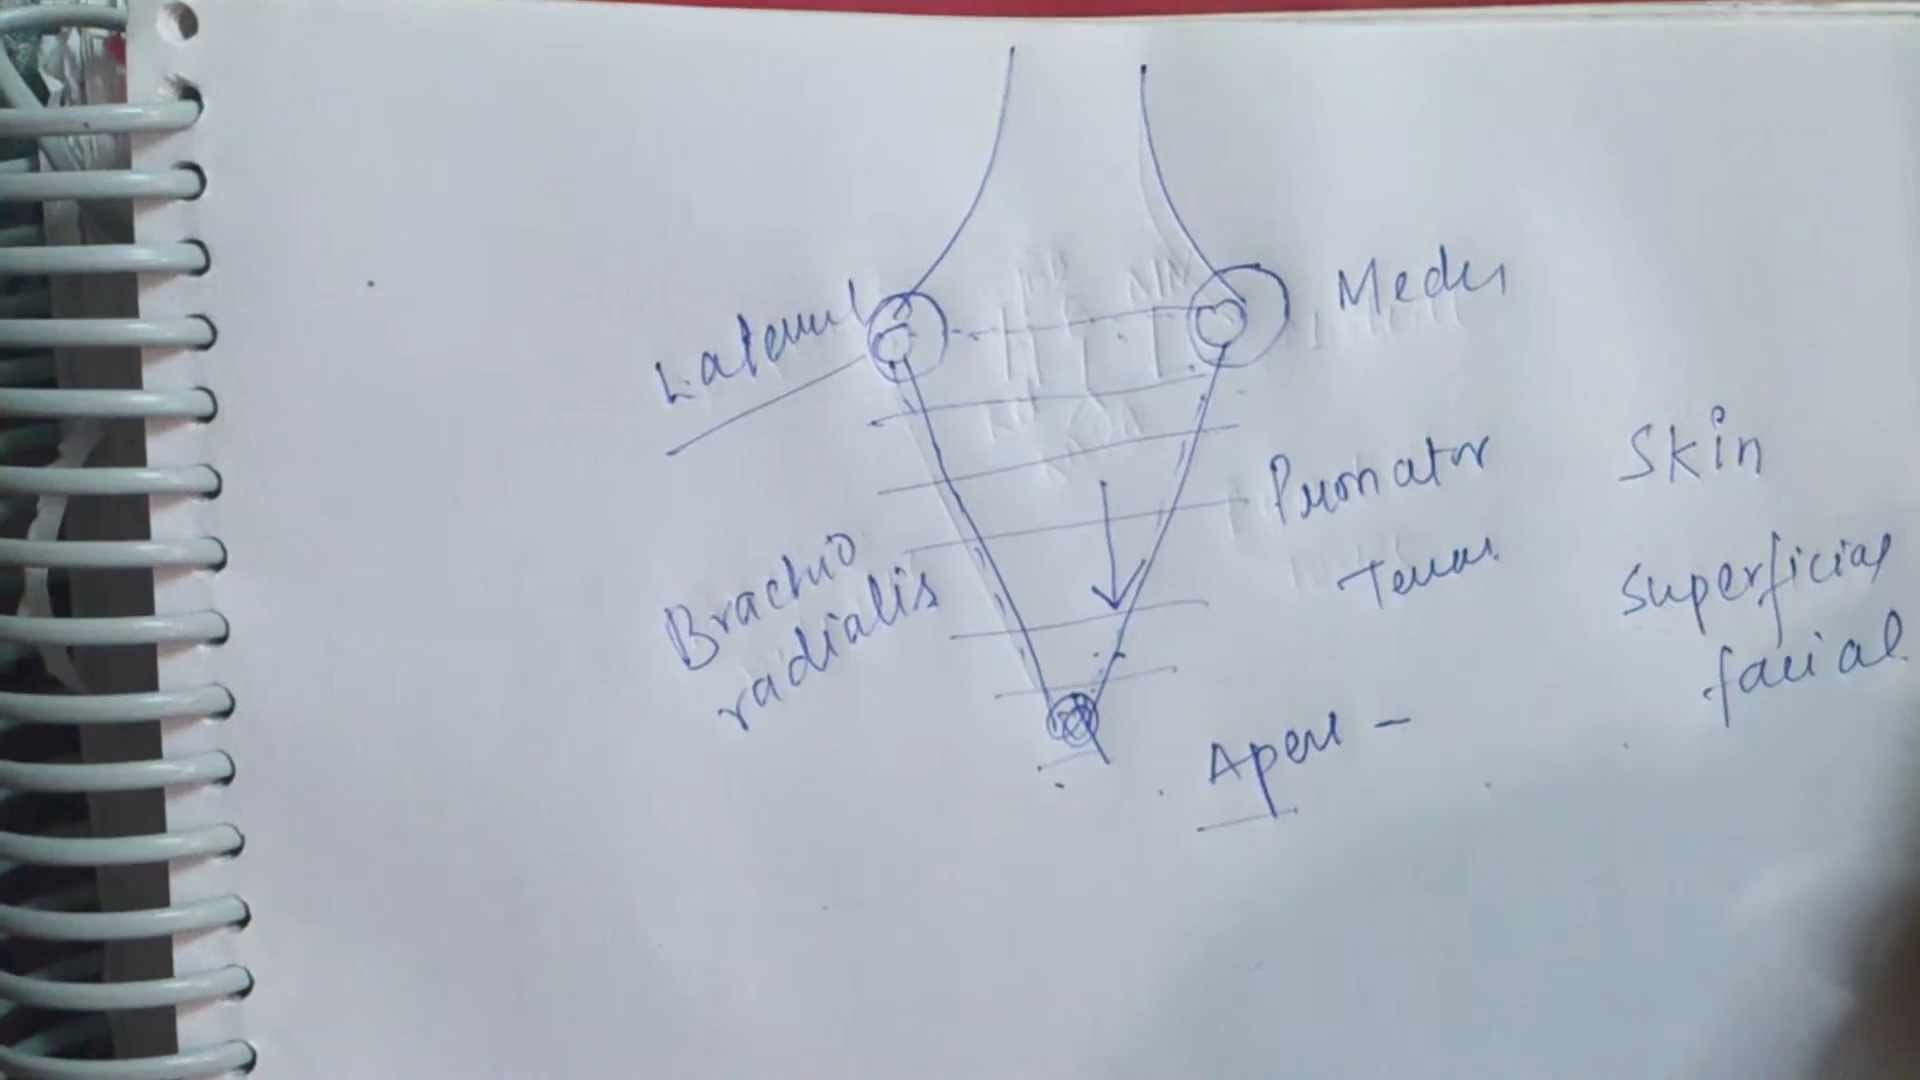 Lateral
Medi
Pronator
Teres
Skin
Brachio
radialis
Superficial
facial
Apex -